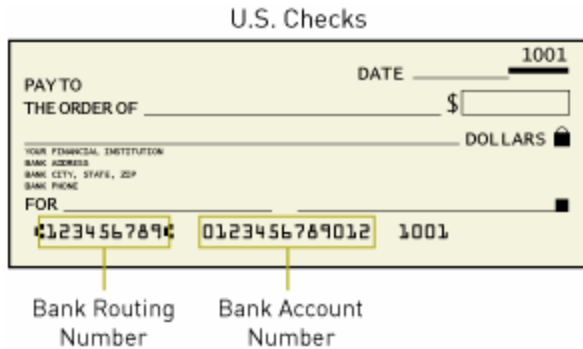 U.S. Checks
1001
DATE
PAY TO
THE ORDER OF
$
DOLLARS
YOUR FINANCIAL INSTITUTION
BANK ADDRESS
BANK CITY, STATE, ZIP
BANK PHONE
FOR
⑆123456789⑆ 0123456789012 1001
Bank Routing Number
Bank Account Number